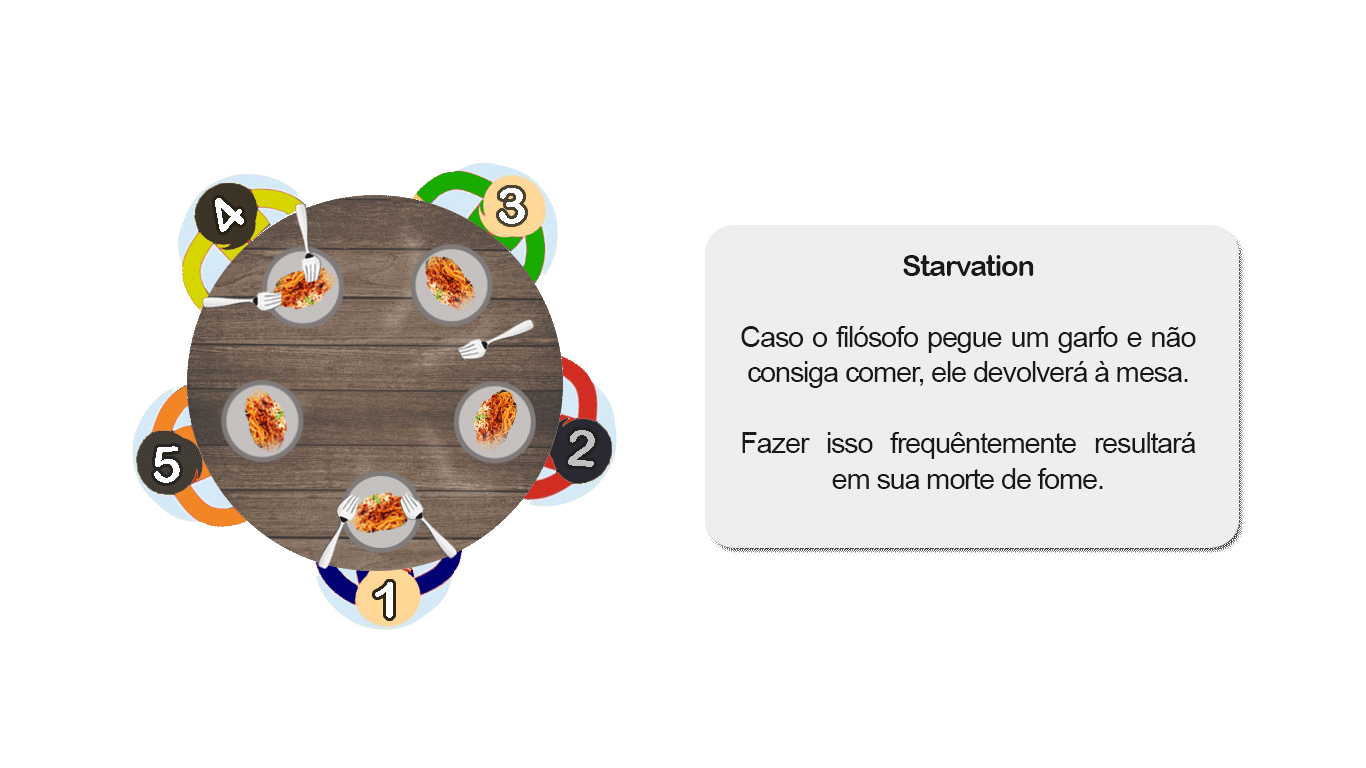 4
3
5
2
1
Starvation
Caso o filósofo pegue um garfo e não
consiga comer, ele devolverá à mesa.
Fazer isso frequêntemente resultará
em sua morte de fome.